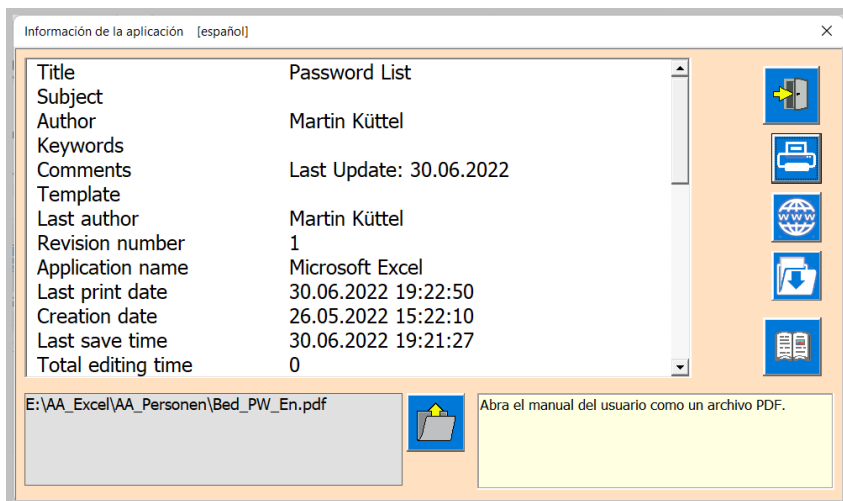 Información de la aplicación [español]
Title Password List
Subject
Author Martin Küttel
Keywords
Comments Last Update: 30.06.2022
Template
Last author Martin Küttel
Revision number 1
Application name Microsoft Excel
Last print date 30.06.2022 19:22:50
Creation date 26.05.2022 15:22:10
Last save time 30.06.2022 19:21:27
Total editing time 0
WWW
E:\AA_Excel\AA_Personen\Bed_PW_En.pdf
Abra el manual del usuario como un archivo PDF.